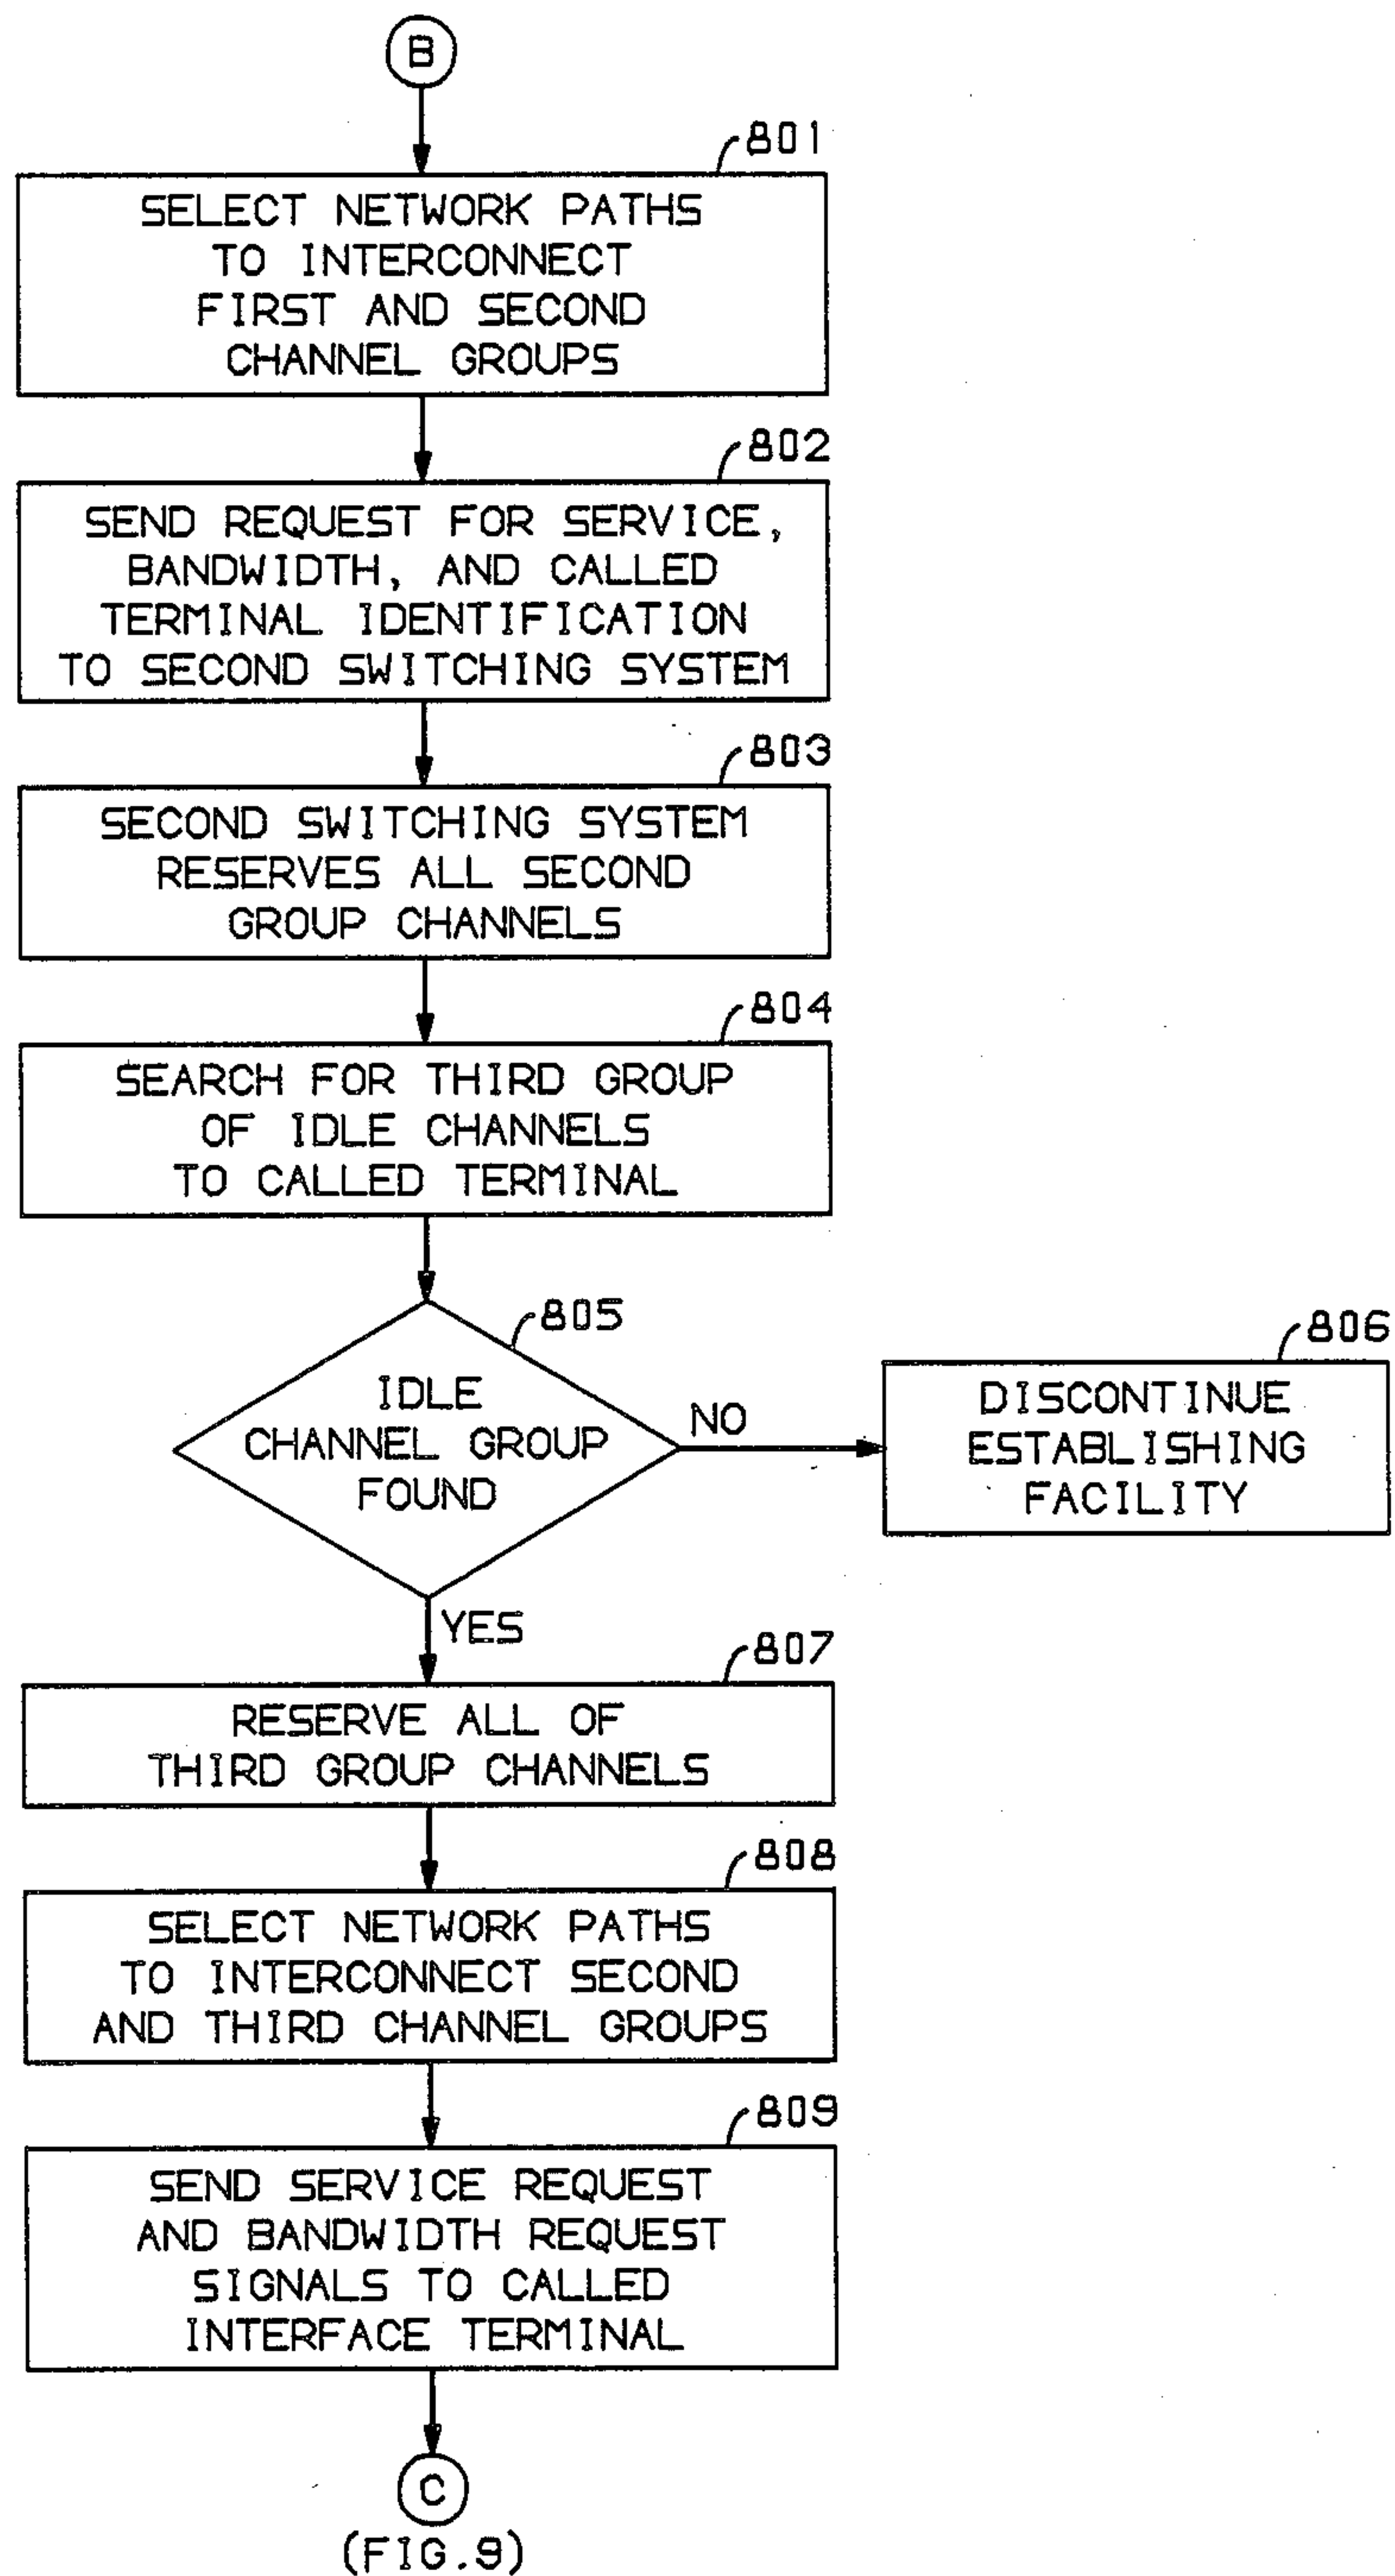 B
801
SELECT NETWORK PATHS
TO INTERCONNECT
FIRST AND SECOND
CHANNEL GROUPS
802
SEND REQUEST FOR SERVICE,
BANDWIDTH, AND CALLED
TERMINAL IDENTIFICATION
TO SECOND SWITCHING SYSTEM
803
SECOND SWITCHING SYSTEM
RESERVES ALL SECOND
GROUP CHANNELS
804
SEARCH FOR THIRD GROUP
OF IDLE CHANNELS
TO CALLED TERMINAL
805
IDLE
CHANNEL GROUP
FOUND
NO
806
DISCONTINUE
ESTABLISHING
FACILITY
YES
807
RESERVE ALL OF
THIRD GROUP CHANNELS
808
SELECT NETWORK PATHS
TO INTERCONNECT SECOND
AND THIRD CHANNEL GROUPS
809
SEND SERVICE REQUEST
AND BANDWIDTH REQUEST
SIGNALS TO CALLED
INTERFACE TERMINAL
C
(FIG.9)